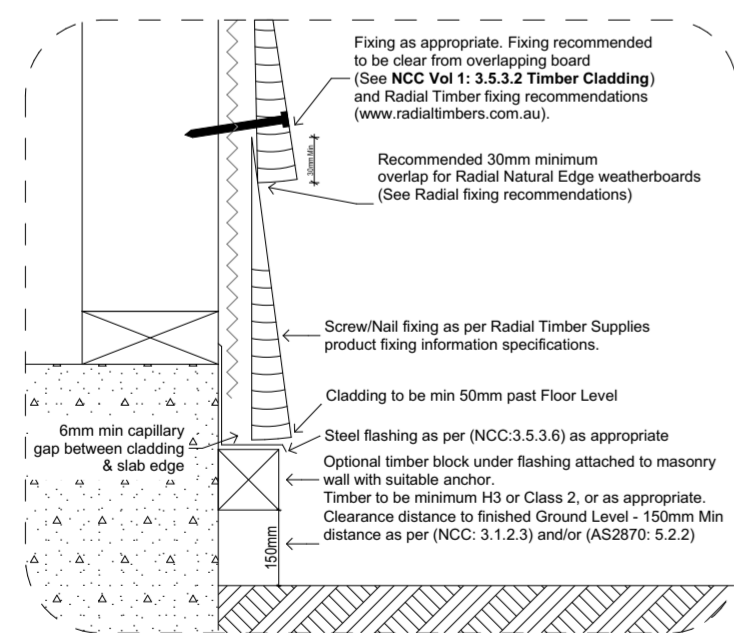 Fixing as appropriate. Fixing recommended
to be clear from overlapping board
(See NCC Vol 1: 3.5.3.2 Timber Cladding)
and Radial Timber fixing recommendations
(www.radialtimbers.com.au).
30mm Min
Recommended 30mm minimum
overlap for Radial Natural Edge weatherboards
(See Radial fixing recommendations)
Screw/Nail fixing as per Radial Timber Supplies
product fixing information specifications.
Cladding to be min 50mm past Floor Level
6mm min capillary
gap between cladding
& slab edge
Steel flashing as per (NCC:3.5.3.6) as appropriate
Optional timber block under flashing attached to masonry
wall with suitable anchor.
Timber to be minimum H3 or Class 2, or as appropriate.
Clearance distance to finished Ground Level - 150mm Min
distance as per (NCC: 3.1.2.3) and/or (AS2870: 5.2.2)
150mm